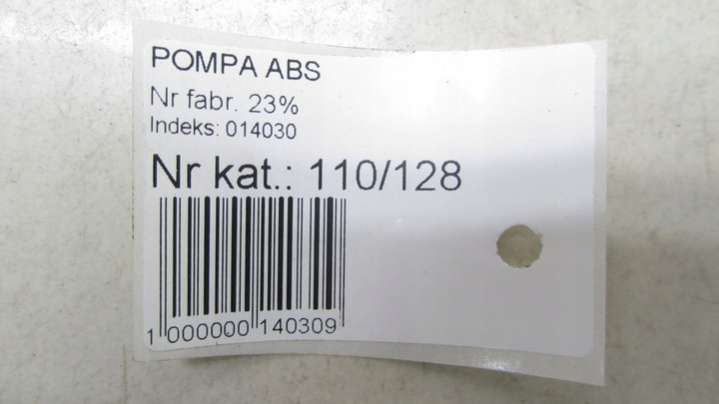 POMPA ABS
Nr fabr. 23%
Indeks: 014030
Nr kat.: 110/128
1 000000 140309